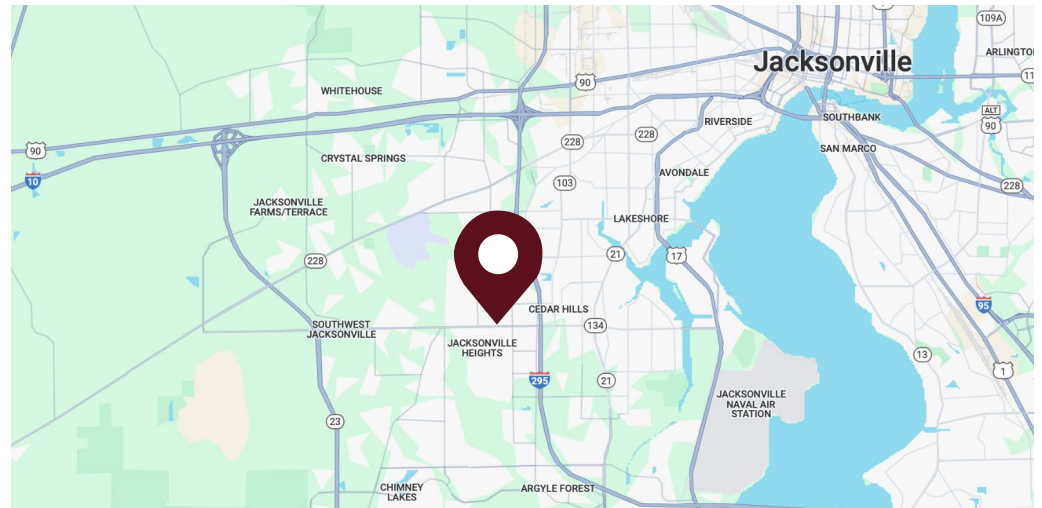 109A
Jacksonville
ARLINGTO
90
11
WHITEHOUSE
ALT
90
RIVERSIDE
SOUTHBANK
228
228
90
SAN MARCO
CRYSTAL SPRINGS
10
103
AVONDALE
228
JACKSONVILLE
FARMS/TERRACE
LAKESHORE
228
21
17
95
CEDAR HILLS
SOUTHWEST
JACKSONVILLE
134
JACKSONVILLE
HEIGHTS
13
1
295
21
JACKSONVILLE
NAVAL AIR
STATION
23
CHIMNEY
LAKES
ARGYLE FOREST